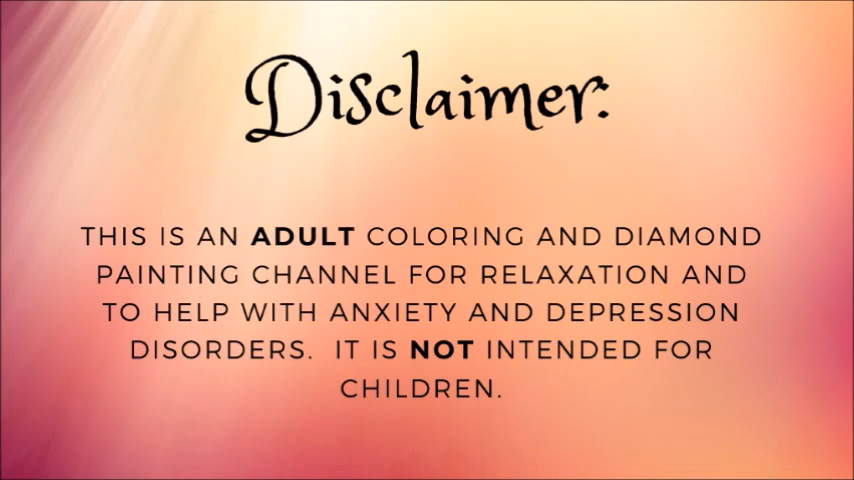 Disclaimer:
THIS IS AN ADULT COLORING AND DIAMOND
PAINTING CHANNEL FOR RELAXATION AND
TO HELP WITH ANXIETY AND DEPRESSION
DISORDERS.  IT IS NOT INTENDED FOR
CHILDREN.